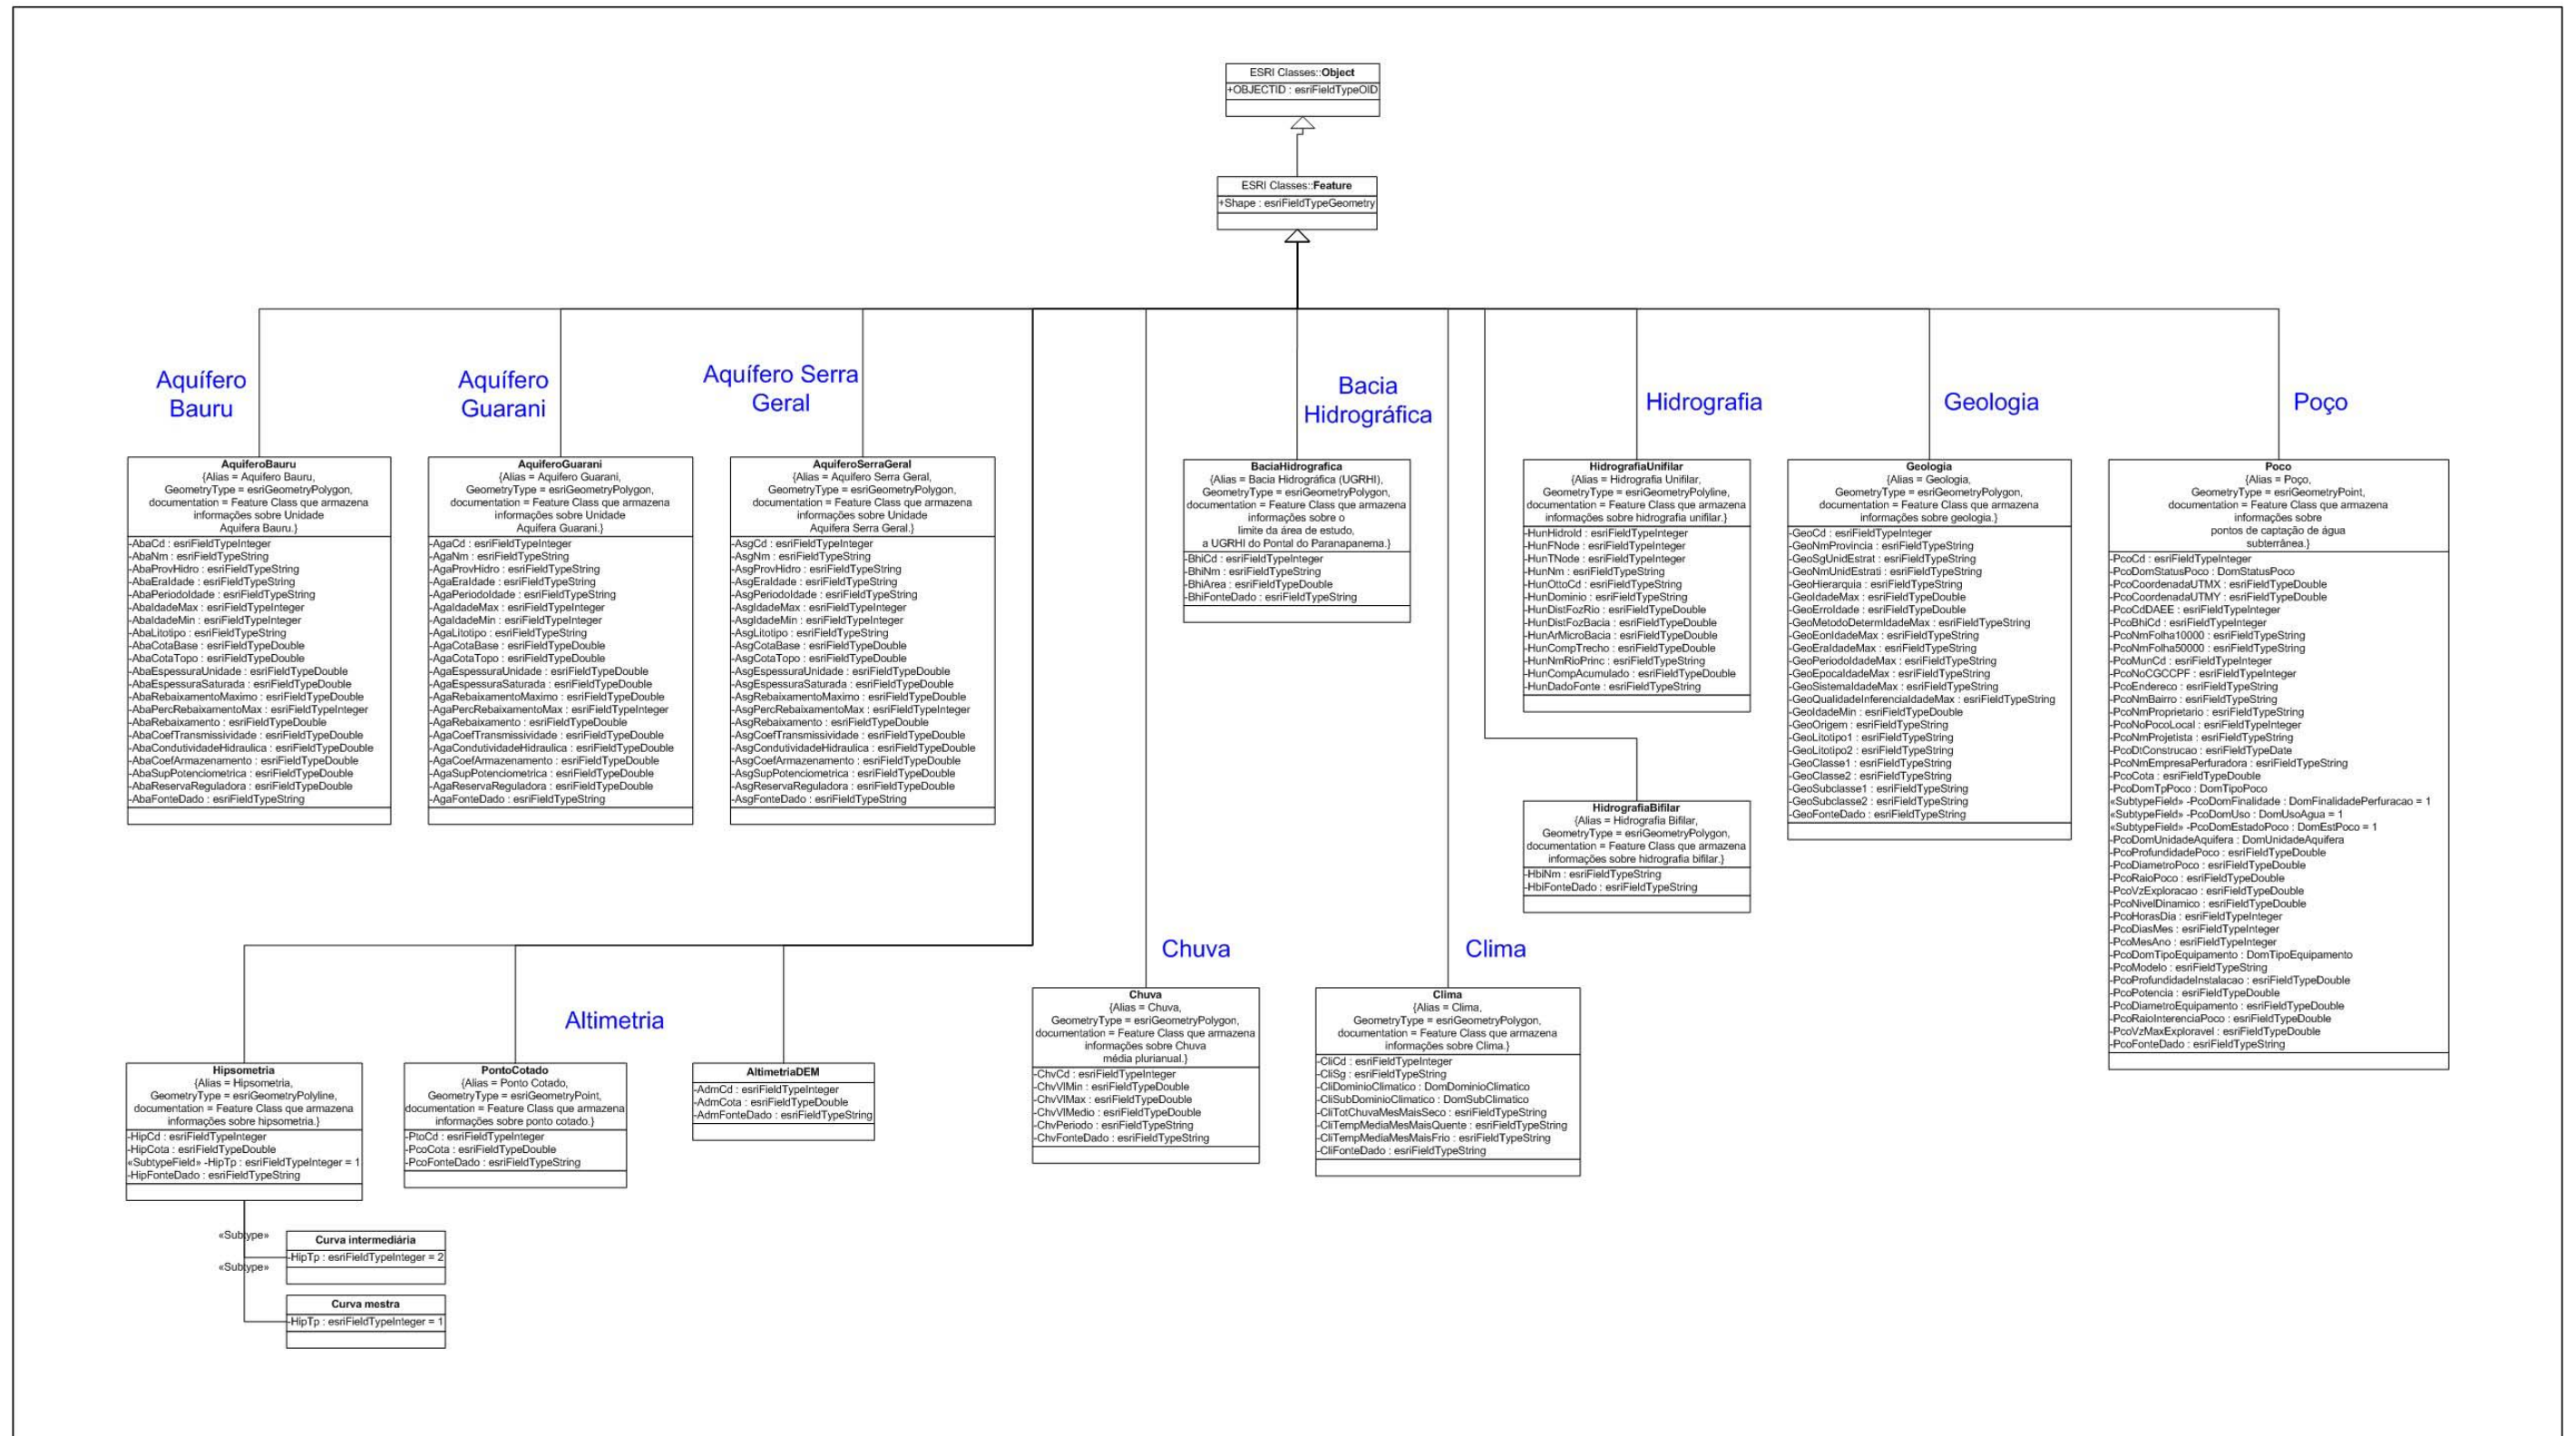 ESRI Classes::Object
+OBJECTID : esriFieldTypeOID
ESRI Classes::Feature
+Shape : esriFieldTypeGeometry
Aquífero
Bauru
Aquífero
Guarani
Aquífero Serra
Geral
Bacia
Hidrográfica
Hidrografia
Geologia
Poço
AquiferoBauru
{Alias = Aquífero Bauru,
GeometryType = esriGeometryPolygon,
documentation = Feature Class que armazena
informações sobre Unidade
Aquífera Bauru.}
-AbaCd : esriFieldTypeInteger
-AbaNm : esriFieldTypeString
-AbaProvHidro : esriFieldTypeString
-AbaEraIdade : esriFieldTypeString
-AbaPeriodoIdade : esriFieldTypeString
-AbaIdadeMax : esriFieldTypeInteger
-AbaIdadeMin : esriFieldTypeInteger
-AbaLitotipo : esriFieldTypeString
-AbaCotaBase : esriFieldTypeDouble
-AbaCotaTopo : esriFieldTypeDouble
-AbaEspessuraUnidade : esriFieldTypeDouble
-AbaEspessuraSaturada : esriFieldTypeDouble
-AbaRebaixamentoMaximo : esriFieldTypeDouble
-AbaPercRebaixamentoMax : esriFieldTypeInteger
-AbaRebaixamento : esriFieldTypeDouble
-AbaCoefTransmissividade : esriFieldTypeDouble
-AbaCondutividadeHidraulica : esriFieldTypeDouble
-AbaCoefArmazenamento : esriFieldTypeDouble
-AbaSupPotenciometrica : esriFieldTypeDouble
-AbaReservaReguladora : esriFieldTypeDouble
-AbaFonteDado : esriFieldTypeString
AquiferoGuarani
{Alias = Aquífero Guarani,
GeometryType = esriGeometryPolygon,
documentation = Feature Class que armazena
informações sobre Unidade
Aquífera Guarani.}
-AgaCd : esriFieldTypeInteger
-AgaNm : esriFieldTypeString
-AgaProvHidro : esriFieldTypeString
-AgaEraIdade : esriFieldTypeString
-AgaPeriodoIdade : esriFieldTypeString
-AgaIdadeMax : esriFieldTypeInteger
-AgaIdadeMin : esriFieldTypeInteger
-AgaLitotipo : esriFieldTypeString
-AgaCotaBase : esriFieldTypeDouble
-AgaCotaTopo : esriFieldTypeDouble
-AgaEspessuraUnidade : esriFieldTypeDouble
-AgaEspessuraSaturada : esriFieldTypeDouble
-AgaRebaixamentoMaximo : esriFieldTypeDouble
-AgaPercRebaixamentoMax : esriFieldTypeInteger
-AgaRebaixamento : esriFieldTypeDouble
-AgaCoefTransmissividade : esriFieldTypeDouble
-AgaCondutividadeHidraulica : esriFieldTypeDouble
-AgaCoefArmazenamento : esriFieldTypeDouble
-AgaSupPotenciometrica : esriFieldTypeDouble
-AgaReservaReguladora : esriFieldTypeDouble
-AgaFonteDado : esriFieldTypeString
AquiferoSerraGeral
{Alias = Aquífero Serra Geral,
GeometryType = esriGeometryPolygon,
documentation = Feature Class que armazena
informações sobre Unidade
Aquífera Serra Geral.}
-AsgCd : esriFieldTypeInteger
-AsgNm : esriFieldTypeString
-AsgProvHidro : esriFieldTypeString
-AsgEraIdade : esriFieldTypeString
-AsgPeriodoIdade : esriFieldTypeString
-AsgIdadeMax : esriFieldTypeInteger
-AsgIdadeMin : esriFieldTypeInteger
-AsgLitotipo : esriFieldTypeString
-AsgCotaBase : esriFieldTypeDouble
-AsgCotaTopo : esriFieldTypeDouble
-AsgEspessuraUnidade : esriFieldTypeDouble
-AsgEspessuraSaturada : esriFieldTypeDouble
-AsgRebaixamentoMaximo : esriFieldTypeDouble
-AsgPercRebaixamentoMax : esriFieldTypeInteger
-AsgRebaixamento : esriFieldTypeDouble
-AsgCoefTransmissividade : esriFieldTypeDouble
-AsgCondutividadeHidraulica : esriFieldTypeDouble
-AsgCoefArmazenamento : esriFieldTypeDouble
-AsgSupPotenciometrica : esriFieldTypeDouble
-AsgReservaReguladora : esriFieldTypeDouble
-AsgFonteDado : esriFieldTypeString
BaciaHidrografica
{Alias = Bacia Hidrográfica (UGRHI),
GeometryType = esriGeometryPolygon,
documentation = Feature Class que armazena
informações sobre o
limite da área de estudo,
a UGRHI do Pontal do Paranapanema.}
-BhiCd : esriFieldTypeInteger
-BhiNm : esriFieldTypeString
-BhiArea : esriFieldTypeDouble
-BhiFonteDado : esriFieldTypeString
HidrografiaUnifilar
{Alias = Hidrografia Unifilar,
GeometryType = esriGeometryPolyline,
documentation = Feature Class que armazena
informações sobre hidrografia unifilar.}
-HunHidroId : esriFieldTypeInteger
-HunFNode : esriFieldTypeInteger
-HunTNode : esriFieldTypeInteger
-HunNm : esriFieldTypeString
-HunOttoCd : esriFieldTypeString
-HunDominio : esriFieldTypeString
-HunDistFozRio : esriFieldTypeDouble
-HunDistFozBacia : esriFieldTypeDouble
-HunArMicroBacia : esriFieldTypeDouble
-HunCompTrecho : esriFieldTypeDouble
-HunNmRioPrinc : esriFieldTypeString
-HunCompAcumulado : esriFieldTypeDouble
-HunDadoFonte : esriFieldTypeString
HidrografiaBifilar
{Alias = Hidrografia Bifilar,
GeometryType = esriGeometryPolygon,
documentation = Feature Class que armazena
informações sobre hidrografia bifilar.}
-HbiNm : esriFieldTypeString
-HbiFonteDado : esriFieldTypeString
Geologia
{Alias = Geologia,
GeometryType = esriGeometryPolygon,
documentation = Feature Class que armazena
informações sobre geologia.}
-GeoCd : esriFieldTypeInteger
-GeoNmProvincia : esriFieldTypeString
-GeoSgUnidEstrat : esriFieldTypeString
-GeoNmUnidEstrati : esriFieldTypeString
-GeoHierarquia : esriFieldTypeString
-GeoIdadeMax : esriFieldTypeDouble
-GeoErroIdade : esriFieldTypeDouble
-GeoMetodoDetermIdadeMax : esriFieldTypeString
-GeoEonIdadeMax : esriFieldTypeString
-GeoEraIdadeMax : esriFieldTypeString
-GeoPeriodoIdadeMax : esriFieldTypeString
-GeoEpocaIdadeMax : esriFieldTypeString
-GeoSistemaIdadeMax : esriFieldTypeString
-GeoQualidadeInferenciaIdadeMax : esriFieldTypeString
-GeoIdadeMin : esriFieldTypeDouble
-GeoOrigem : esriFieldTypeString
-GeoLitotipo1 : esriFieldTypeString
-GeoLitotipo2 : esriFieldTypeString
-GeoClasse1 : esriFieldTypeString
-GeoClasse2 : esriFieldTypeString
-GeoSubclasse1 : esriFieldTypeString
-GeoSubclasse2 : esriFieldTypeString
-GeoFonteDado : esriFieldTypeString
Poco
{Alias = Poço,
GeometryType = esriGeometryPoint,
documentation = Feature Class que armazena
informações sobre
pontos de captação de água
subterrânea.}
-PcoCd : esriFieldTypeInteger
-PcoDomStatusPoco : DomStatusPoco
-PcoCoordenadaUTMX : esriFieldTypeDouble
-PcoCoordenadaUTMY : esriFieldTypeDouble
-PcoCdDAEE : esriFieldTypeInteger
-PcoBhiCd : esriFieldTypeInteger
-PcoNmFolha10000 : esriFieldTypeString
-PcoNmFolha50000 : esriFieldTypeString
-PcoMunCd : esriFieldTypeInteger
-PcoNoCGCCPF : esriFieldTypeInteger
-PcoEndereco : esriFieldTypeString
-PcoNmBairro : esriFieldTypeString
-PcoNmProprietario : esriFieldTypeString
-PcoNoPocoLocal : esriFieldTypeInteger
-PcoNmProjetista : esriFieldTypeString
-PcoDtConstrucao : esriFieldTypeDate
-PcoNmEmpresaPerfuradora : esriFieldTypeString
-PcoCota : esriFieldTypeDouble
-PcoDomTpPoco : DomTipoPoco
«SubtypeField» -PcoDomFinalidade : DomFinalidadePerfuracao = 1
«SubtypeField» -PcoDomUso : DomUsoAgua = 1
«SubtypeField» -PcoDomEstadoPoco : DomEstPoco = 1
-PcoDomUnidadeAquifera : DomUnidadeAquifera
-PcoProfundidadePoco : esriFieldTypeDouble
-PcoDiametroPoco : esriFieldTypeDouble
-PcoRaioPoco : esriFieldTypeDouble
-PcoVzExploracao : esriFieldTypeDouble
-PcoNivelDinamico : esriFieldTypeDouble
-PcoHorasDia : esriFieldTypeInteger
-PcoDiasMes : esriFieldTypeInteger
-PcoMesAno : esriFieldTypeInteger
-PcoDomTipoEquipamento : DomTipoEquipamento
-PcoModelo : esriFieldTypeString
-PcoProfundidadeInstalacao : esriFieldTypeDouble
-PcoPotencia : esriFieldTypeDouble
-PcoDiametroEquipamento : esriFieldTypeDouble
-PcoRaioInterenciaPoco : esriFieldTypeDouble
-PcoVzMaxExploravel : esriFieldTypeDouble
-PcoFonteDado : esriFieldTypeString
Altimetria
Chuva
Clima
Hipsometria
{Alias = Hipsometria,
GeometryType = esriGeometryPolyline,
documentation = Feature Class que armazena
informações sobre hipsometria.}
-HipCd : esriFieldTypeInteger
-HipCota : esriFieldTypeDouble
«SubtypeField» -HipTp : esriFieldTypeInteger = 1
-HipFonteDado : esriFieldTypeString
PontoCotado
{Alias = Ponto Cotado,
GeometryType = esriGeometryPoint,
documentation = Feature Class que armazena
informações sobre ponto cotado.}
-PtoCd : esriFieldTypeInteger
-PcoCota : esriFieldTypeDouble
-PcoFonteDado : esriFieldTypeString
AltimetriaDEM
-AdmCd : esriFieldTypeInteger
-AdmCota : esriFieldTypeDouble
-AdmFonteDado : esriFieldTypeString
Chuva
{Alias = Chuva,
GeometryType = esriGeometryPolygon,
documentation = Feature Class que armazena
informações sobre Chuva
média plurianual.}
-ChvCd : esriFieldTypeInteger
-ChvVlMin : esriFieldTypeDouble
-ChvVlMax : esriFieldTypeDouble
-ChvVlMedio : esriFieldTypeDouble
-ChvPeriodo : esriFieldTypeString
-ChvFonteDado : esriFieldTypeString
Clima
{Alias = Clima,
GeometryType = esriGeometryPolygon,
documentation = Feature Class que armazena
informações sobre Clima.}
-CliCd : esriFieldTypeInteger
-CliSg : esriFieldTypeString
-CliDominioClimatico : DomDominioClimatico
-CliSubDominioClimatico : DomSubClimatico
-CliTotChuvaMesMaisSeco : esriFieldTypeString
-CliTempMediaMesMaisQuente : esriFieldTypeString
-CliTempMediaMesMaisFrio : esriFieldTypeString
-CliFonteDado : esriFieldTypeString
«Subtype»
Curva intermediária
-HipTp : esriFieldTypeInteger = 2
«Subtype»
Curva mestra
-HipTp : esriFieldTypeInteger = 1